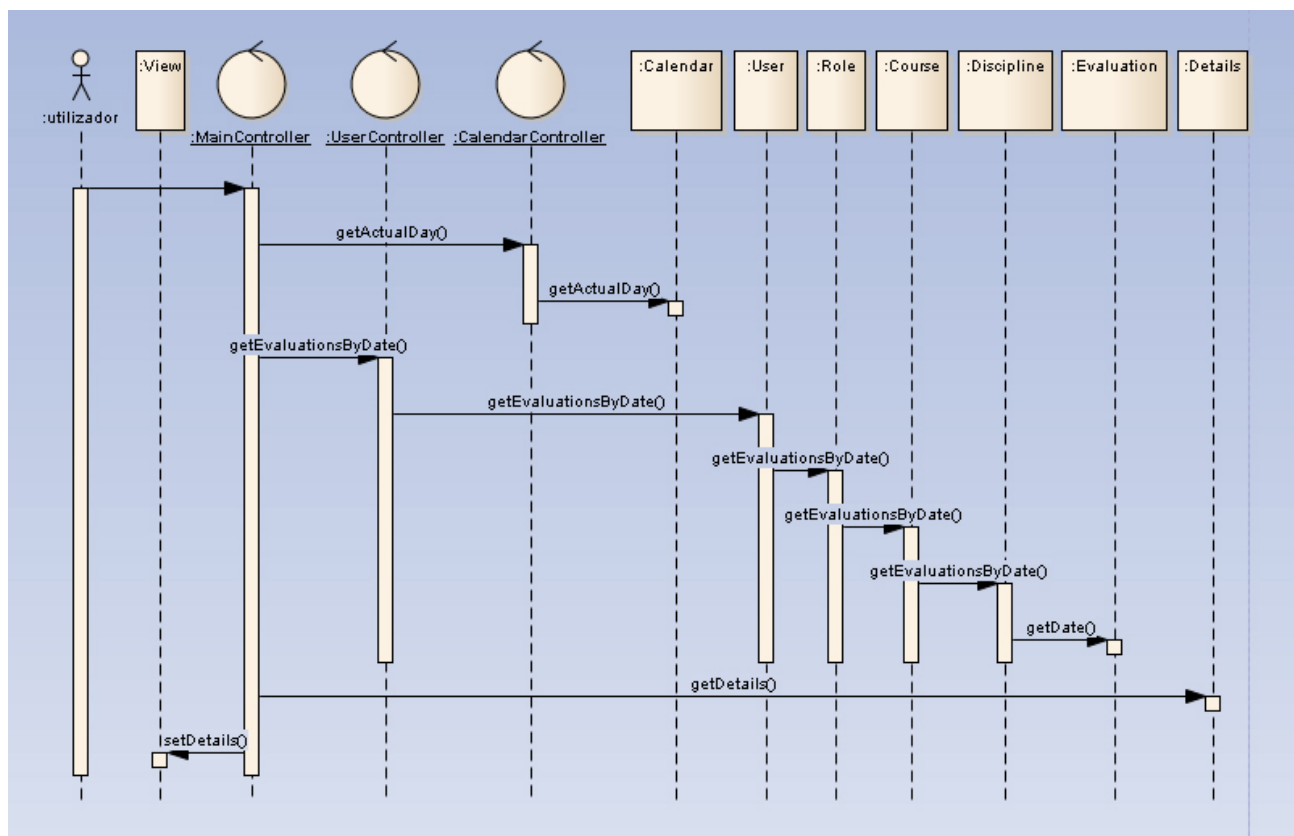 :utilizador
:View
:MainController
:UserController
:CalendarController
:Calendar
:User
:Role
:Course
:Discipline
:Evaluation
:Details
getActualDay()
getActualDay()
getEvaluationsByDate()
getEvaluationsByDate()
getEvaluationsByDate()
getEvaluationsByDate()
getEvaluationsByDate()
getDate()
getDetails()
setDetails()